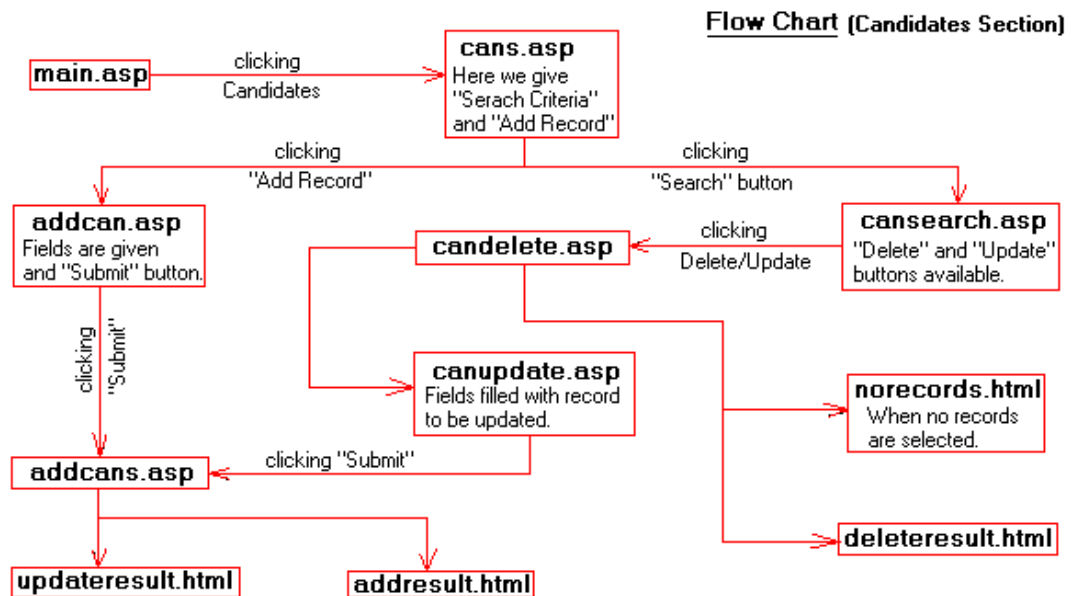 Flow Chart (Candidates Section)
main.asp
clicking
Candidates
cans.asp
Here we give
"Serach Criteria"
and "Add Record"
clicking
"Add Record"
clicking
"Search" button
addcan.asp
Fields are given
and "Submit" button.
candelete.asp
clicking
Delete/Update
cansearch.asp
"Delete" and "Update"
buttons available.
clicking
"Submit"
canupdate.asp
Fields filled with record
to be updated.
norecords.html
When no records
are selected.
addcans.asp
clicking "Submit"
deleteresult.html
updateresult.html
addresult.html